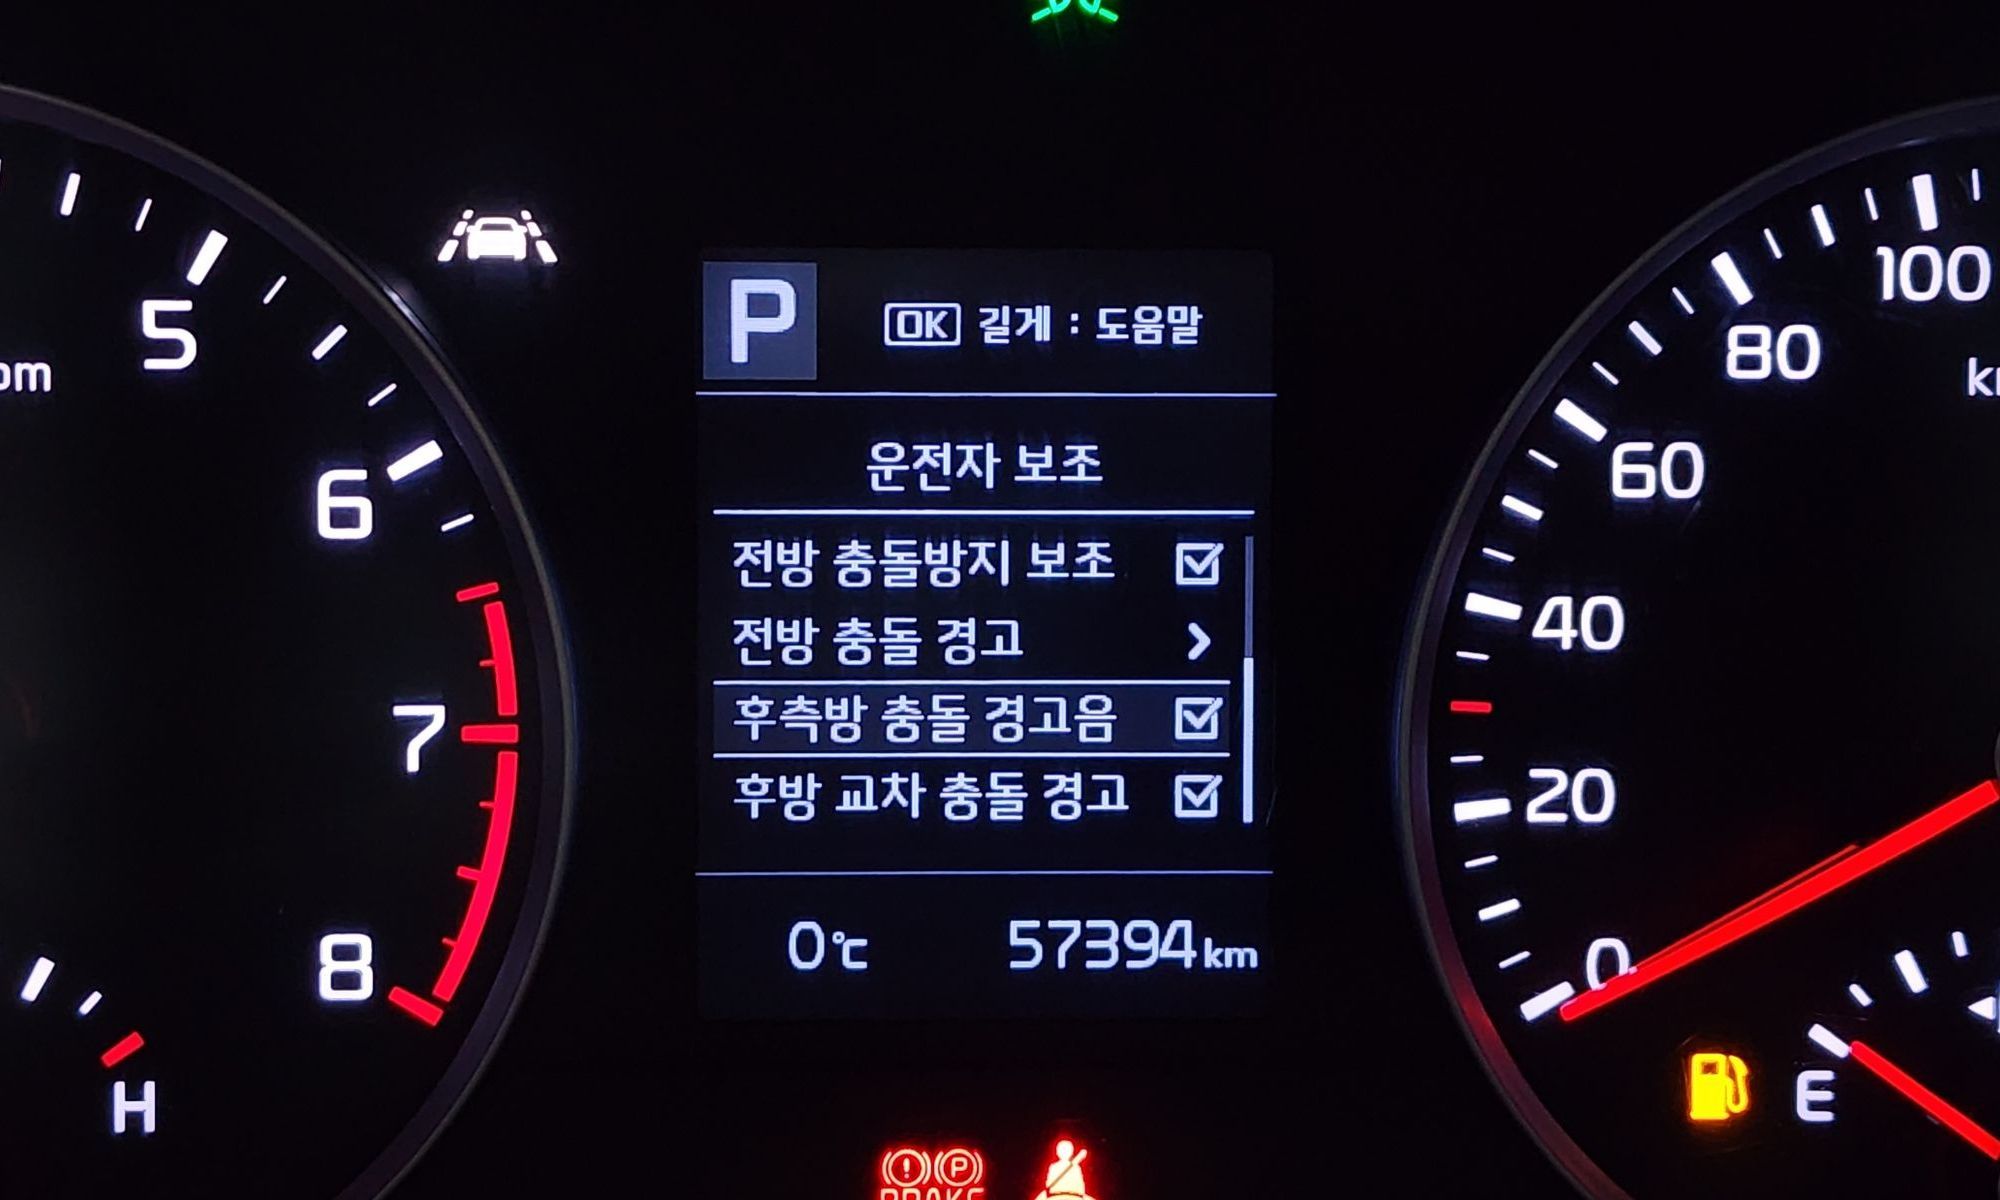 P
OK 길게 : 도움말
운전자 보조
전방 충돌방지 보조
전방 충돌 경고
후측방 충돌 경고음
후방 교차 충돌 경고
0℃ 57394km
5
6
7
8
H
100
80
60
40
20
0
E
P
BRAKE